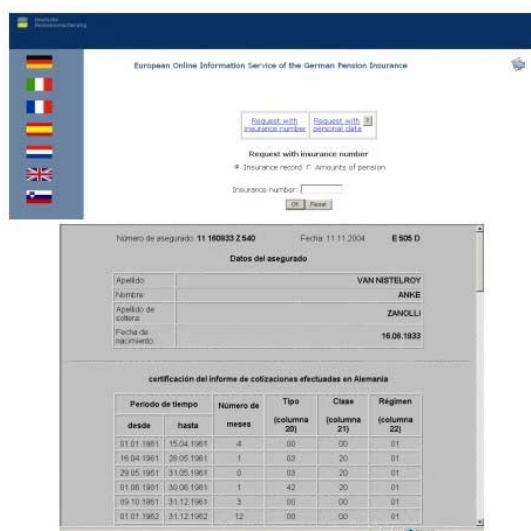 Deutsche
Rentenversicherung
European Online Information Service of the German Pension Insurance
Request with insurance number
Request with personal data
?
Request with insurance number
Insurance record Amounts of pension
Insurance number:
OK Reset
Número de asegurado: 11 160833 Z 540 Fecha: 11.11.2004 E 505 D
Datos del asegurado
Apellido: VAN NISTELROY
Nombre: ANKE
Apellido de soltera: ZANOLLI
Fecha de nacimiento: 16.08.1933
certificación del informe de cotizaciones efectuadas en Alemania
Periodo de tiempo Número de meses Tipo (columna 20) Clase (columna 21) Régimen (columna 22)
desde hasta
01.01.1961 15.04.1961 4 00 00 01
16.04.1961 28.05.1961 1 03 20 01
29.05.1961 31.05.1961 0 03 20 01
01.06.1961 30.06.1961 1 42 20 01
09.10.1961 31.12.1961 3 00 00 01
01.01.1962 31.12.1962 12 00 00 01